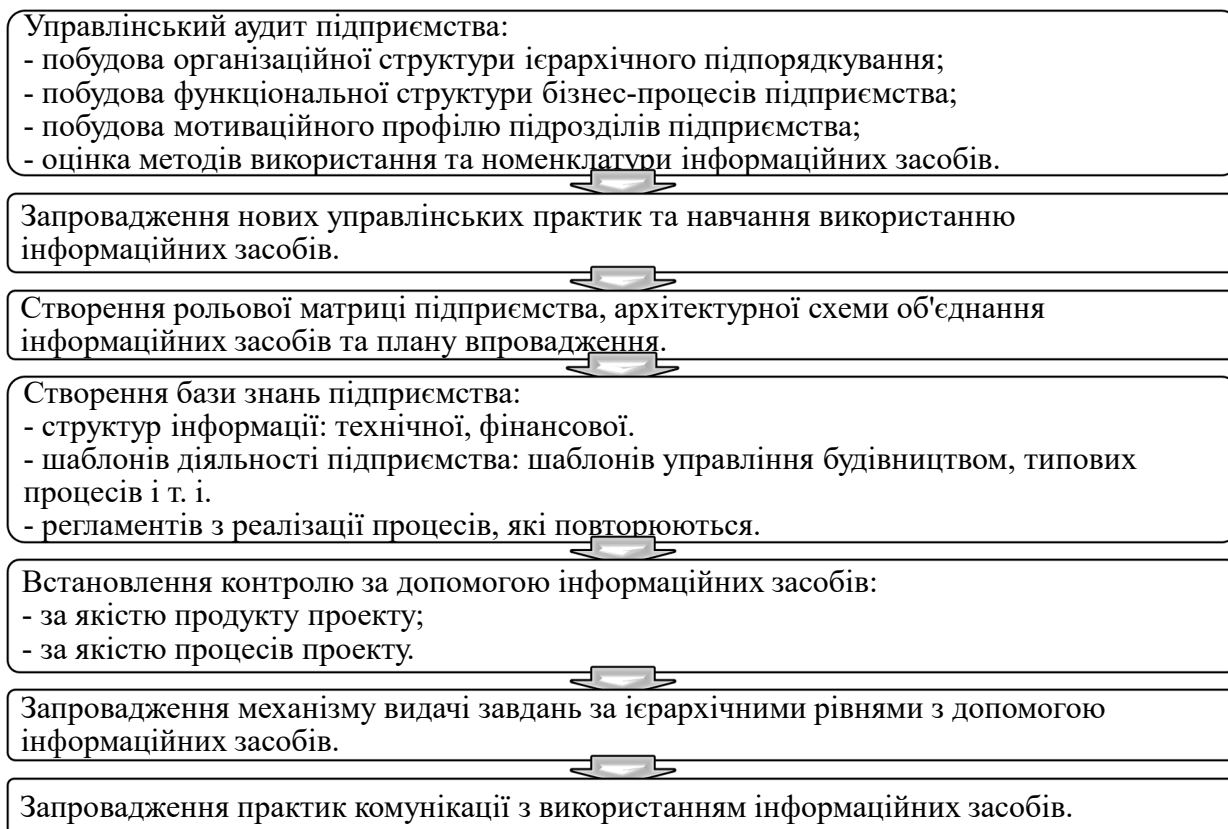 Управлінський аудит підприємства:
- побудова організаційної структури ієрархічного підпорядкування;
- побудова функціональної структури бізнес-процесів підприємства;
- побудова мотиваційного профілю підрозділів підприємства;
- оцінка методів використання та номенклатури інформаційних засобів.
Запровадження нових управлінських практик та навчання використанню
інформаційних засобів.
Створення рольової матриці підприємства, архітектурної схеми об'єднання
інформаційних засобів та плану впровадження.
Створення бази знань підприємства:
- структур інформації: технічної, фінансової.
- шаблонів діяльності підприємства: шаблонів управління будівництвом, типових
процесів і т. і.
- регламентів з реалізації процесів, які повторюються.
Встановлення контролю за допомогою інформаційних засобів:
- за якістю продукту проекту;
- за якістю процесів проекту.
Запровадження механізму видачі завдань за ієрархічними рівнями з допомогою
інформаційних засобів.
Запровадження практик комунікації з використанням інформаційних засобів.